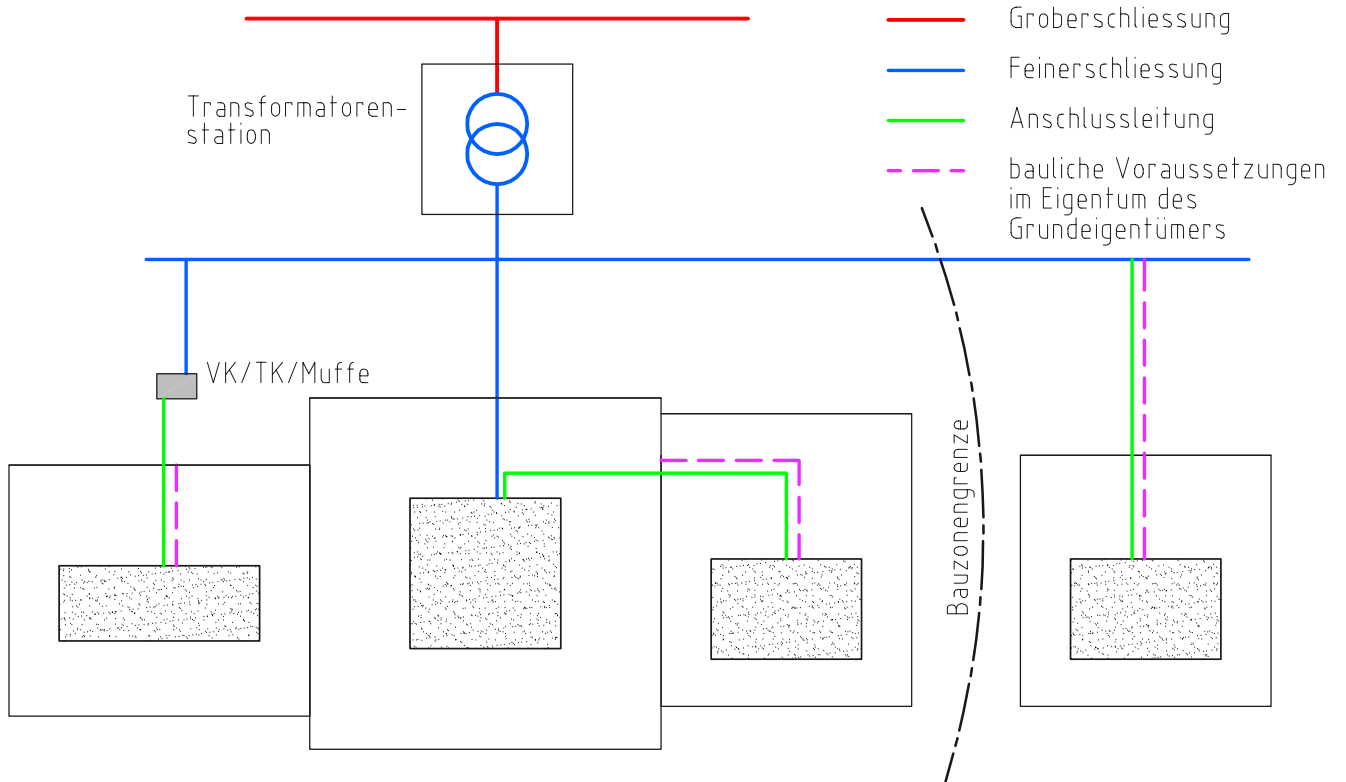 Groberschliessung
Feinerschliessung
Anschlussleitung
bauliche Voraussetzungen
im Eigentum des
Grundeigentümers
Transformatoren-
station
VK/TK/Muffe
Bauzonengrenze